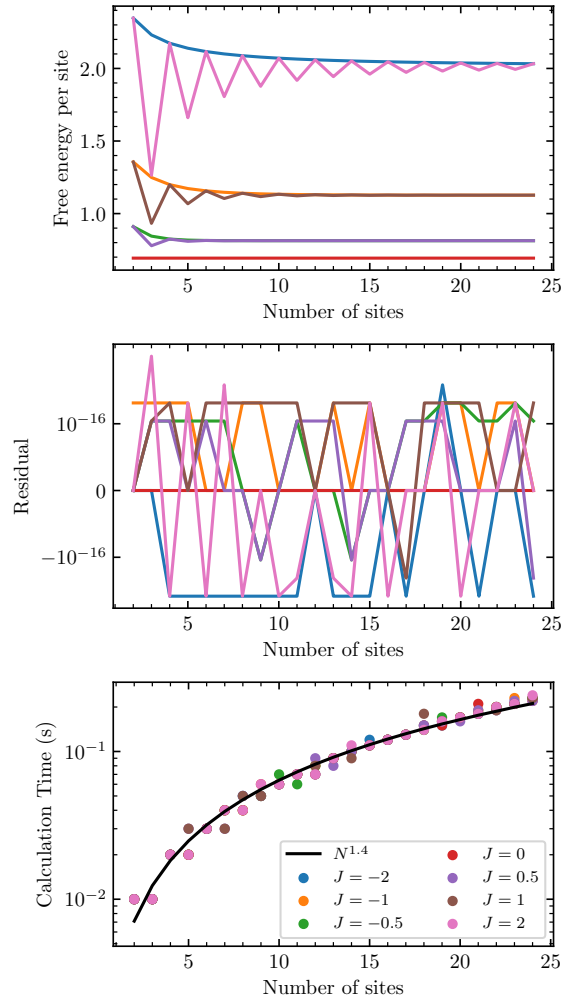 Free energy per site
2.0
1.5
1.0
5 10 15 20 25
Number of sites
Residual
10^{-16}
0
−10^{-16}
5 10 15 20 25
Number of sites
Calculation Time (s)
10^{-1}
10^{-2}
N^{1.4}
J = −2
J = −1
J = −0.5
J = 0
J = 0.5
J = 1
J = 2
5 10 15 20 25
Number of sites